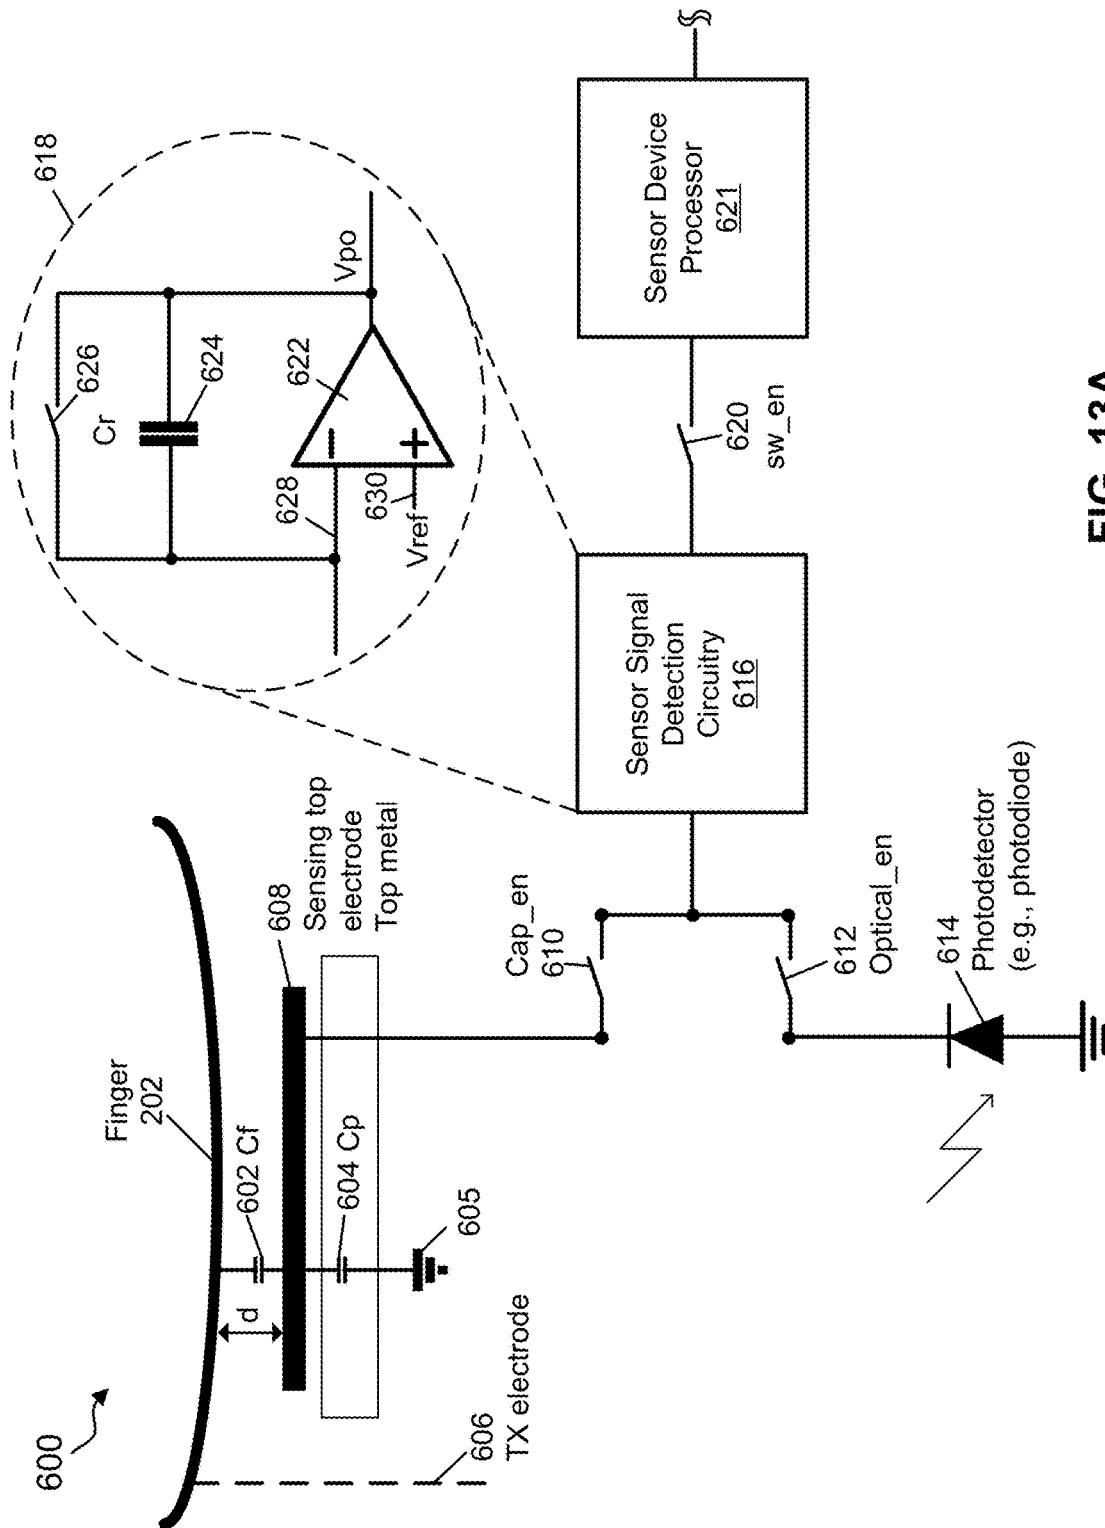 600
Finger
202
d
602 Cf
604 Cp
605
606
TX electrode
608
Sensing top
electrode
Top metal
Cap_en
610
612
Optical_en
614
Photodetector
(e.g., photodiode)
Sensor Signal
Detection
Circuitry
616
618
626
Cr
624
622
628
630
Vref
Vpo
−
+
620
sw_en
Sensor Device
Processor
621
FIG. 13A